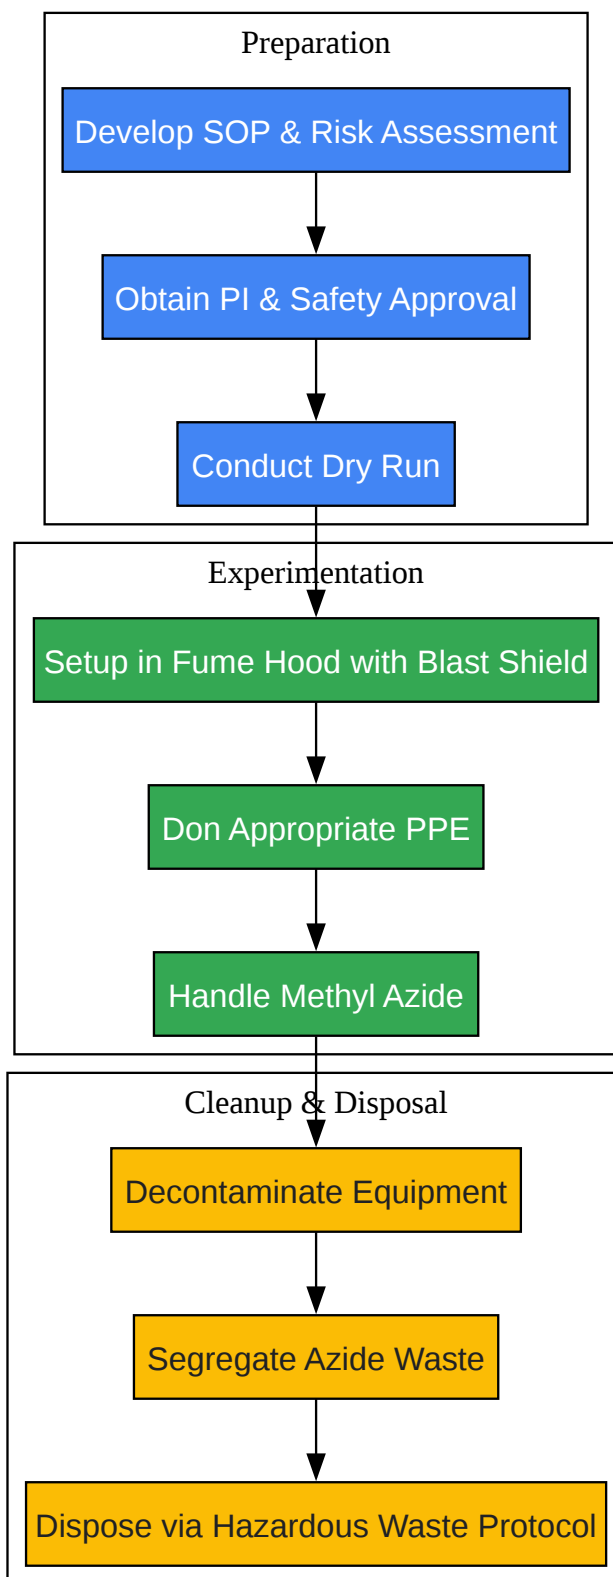 Preparation
Develop SOP & Risk Assessment
Obtain PI & Safety Approval
Conduct Dry Run
Experimentation
Setup in Fume Hood with Blast Shield
Don Appropriate PPE
Handle Methyl Azide
Cleanup & Disposal
Decontaminate Equipment
Segregate Azide Waste
Dispose via Hazardous Waste Protocol